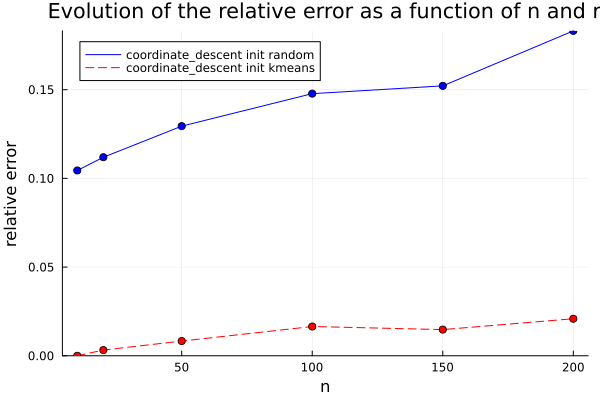 Evolution of the relative error as a function of n and r
coordinate_descent init random
coordinate_descent init kmeans
relative error
0.15
0.10
0.05
0.00
50 100 150 200
n